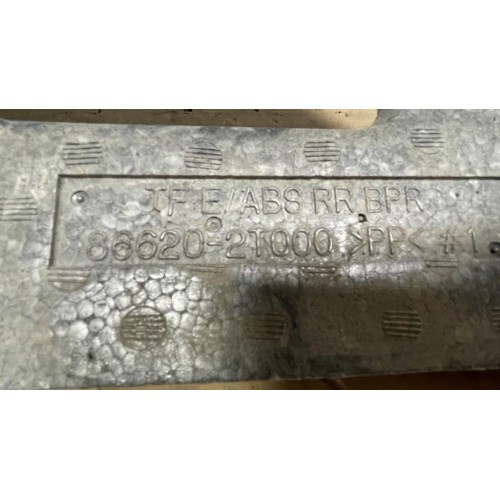 TF E/ABS RR BPR
86620-2T000 >PP< #1